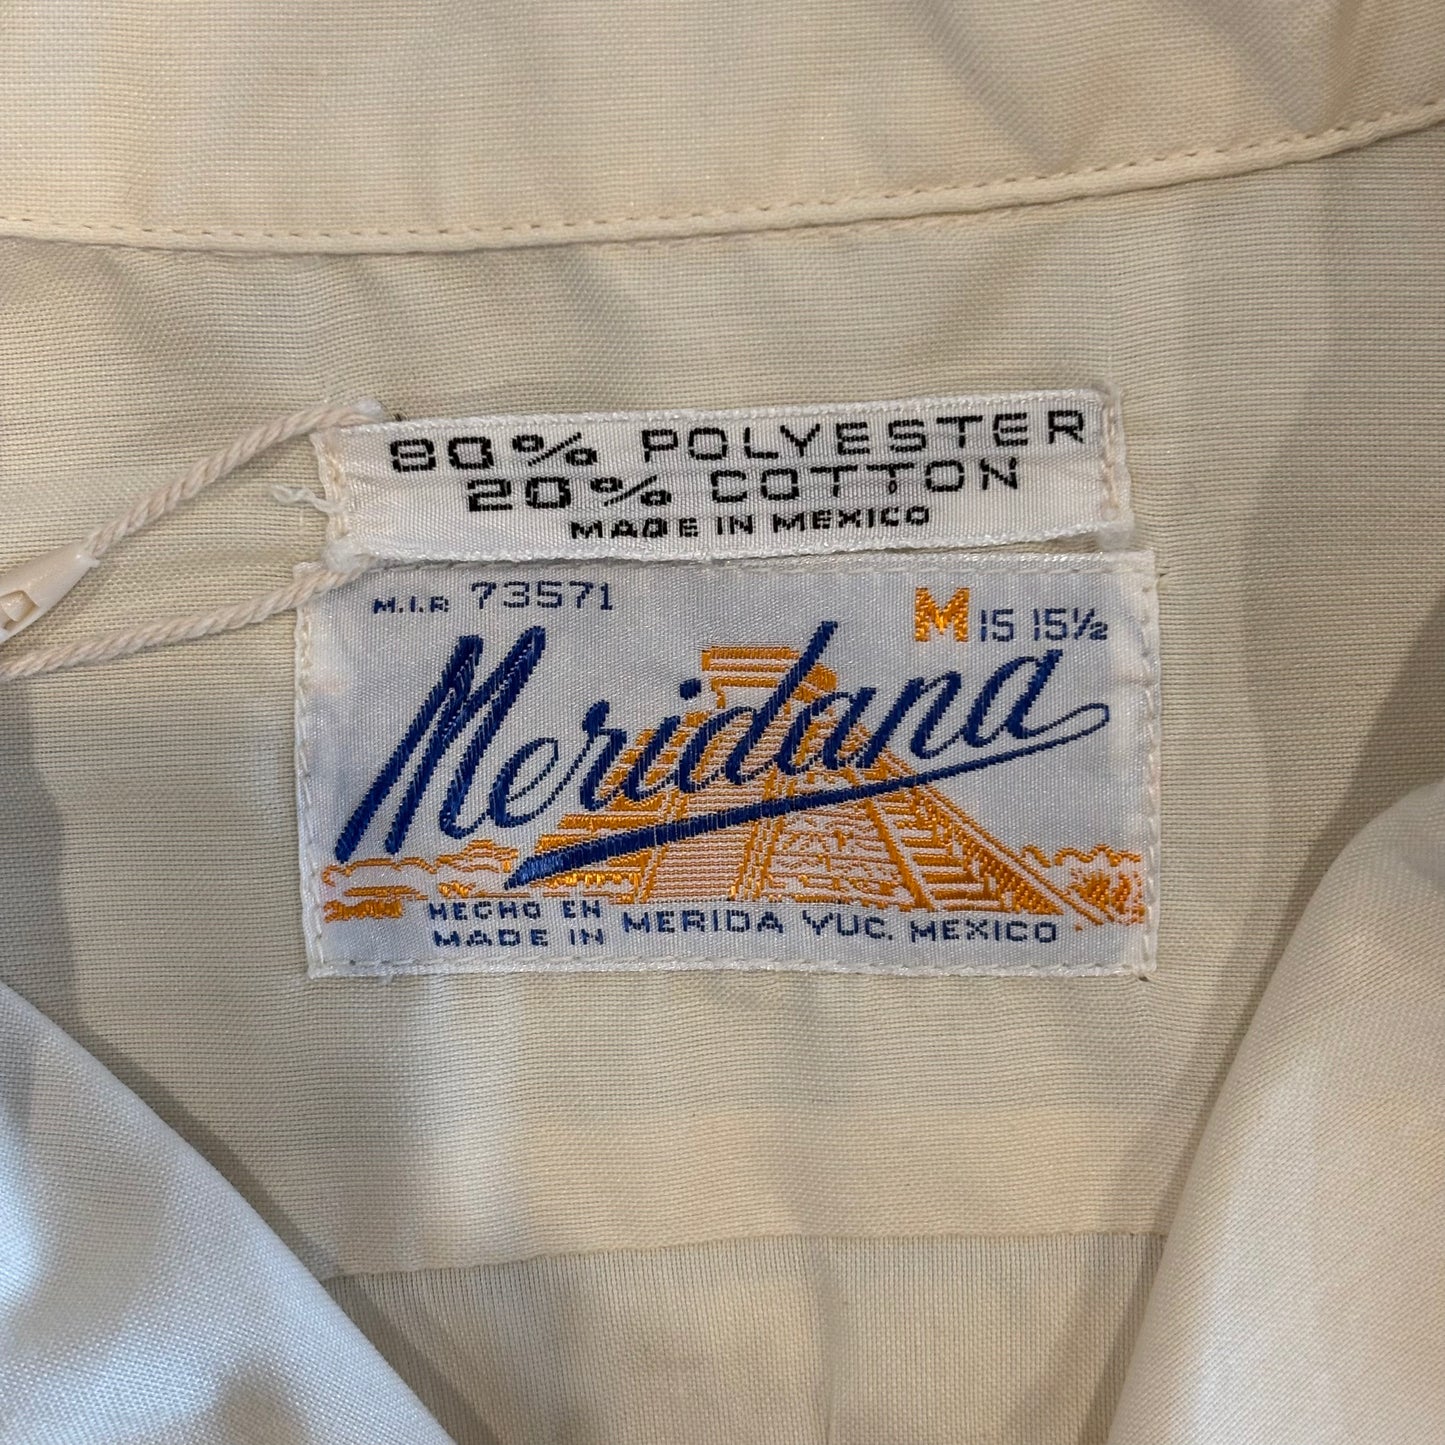 80% POLYESTER
20% COTTON
MADE IN MEXICO
M.I.R 73571
M 15 15½
Meridana
HECHO EN
MADE IN MERIDA YUC. MEXICO